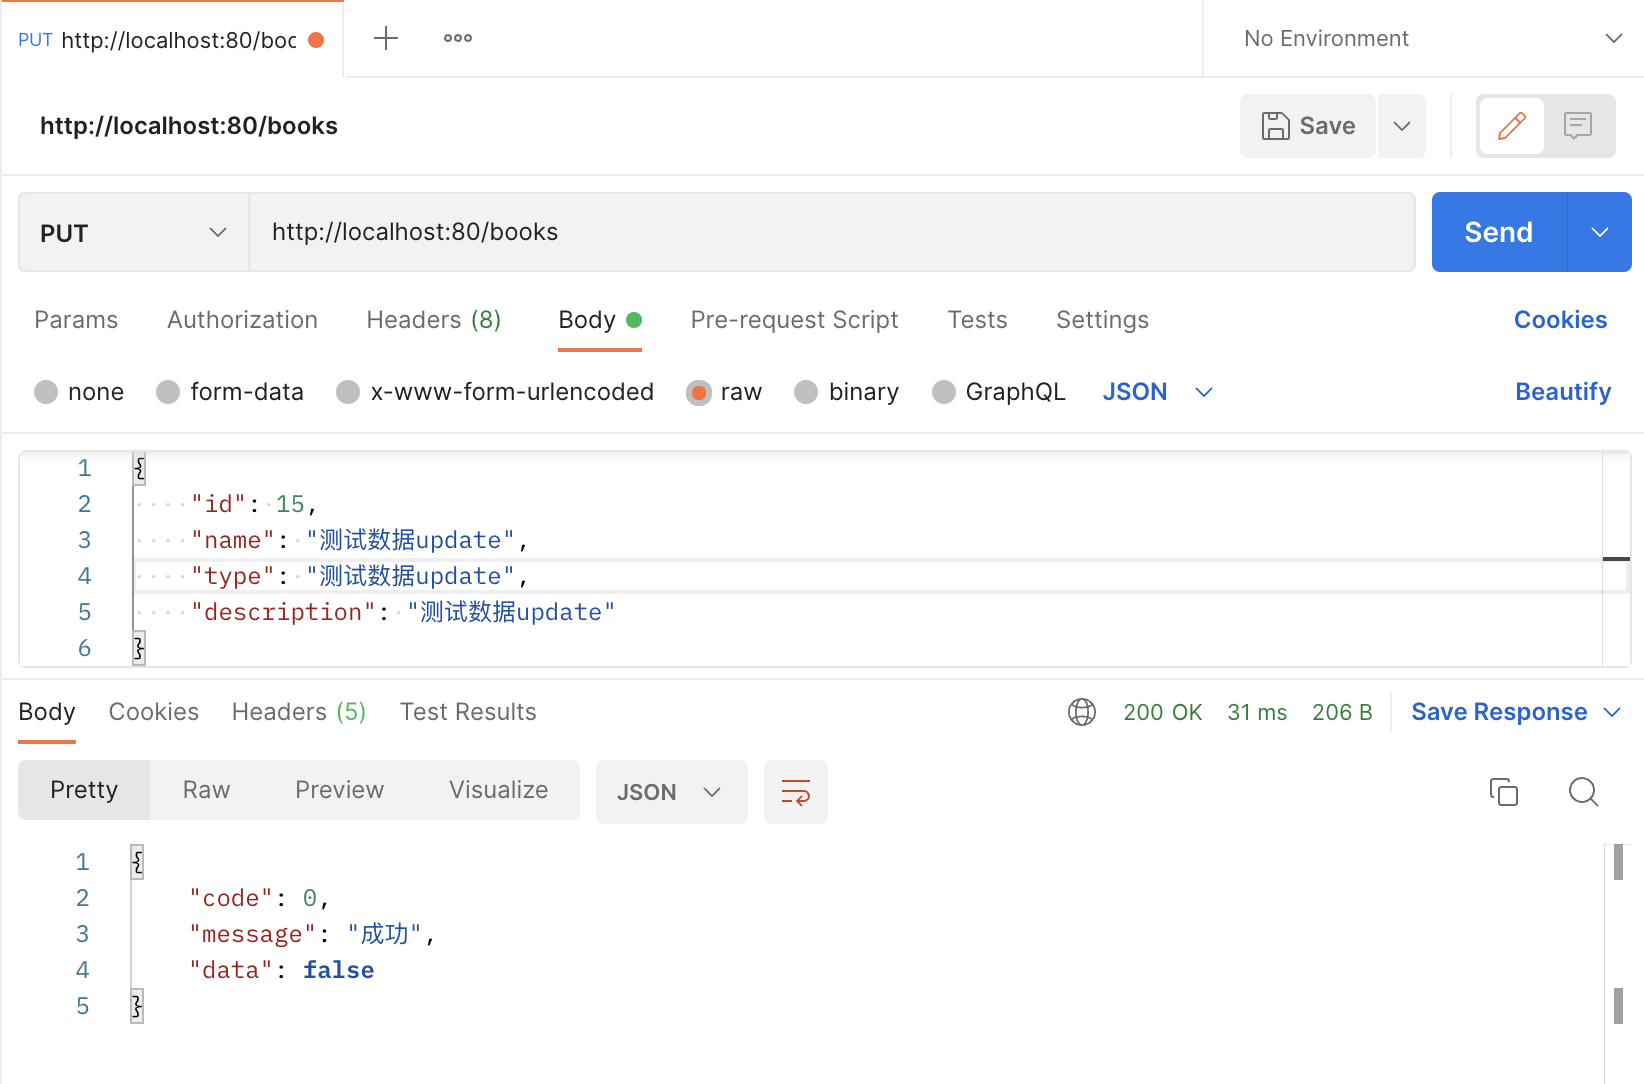 PUT http://localhost:80/boo
No Environment
http://localhost:80/books
Save
PUT
http://localhost:80/books
Send
Params Authorization Headers (8) Body Pre-request Script Tests Settings Cookies
none form-data x-www-form-urlencoded raw binary GraphQL JSON Beautify
1 {
2 "id": 15,
3 "name": "测试数据update",
4 "type": "测试数据update",
5 "description": "测试数据update"
6 }
Body Cookies Headers (5) Test Results 200 OK 31 ms 206 B Save Response
Pretty Raw Preview Visualize JSON
1 {
2 "code": 0,
3 "message": "成功",
4 "data": false
5 }